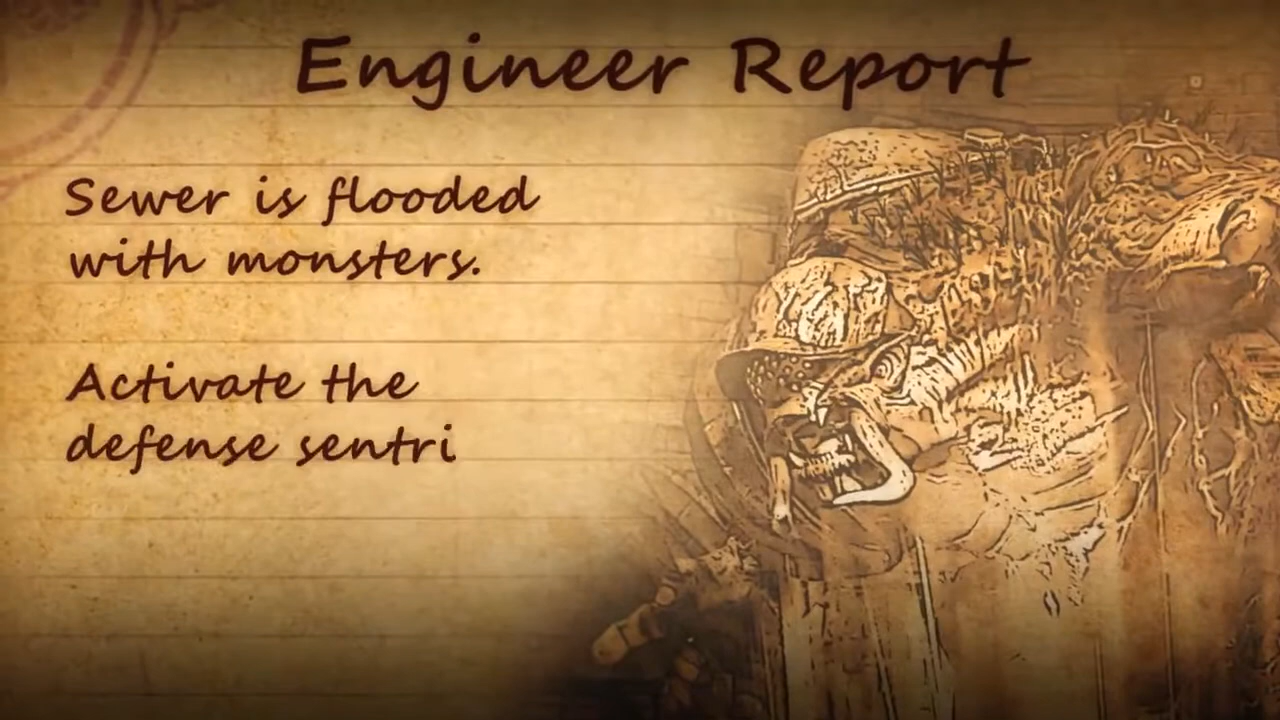 Engineer Report
Sewer is flooded
with monsters.
Activate the
defense sentri